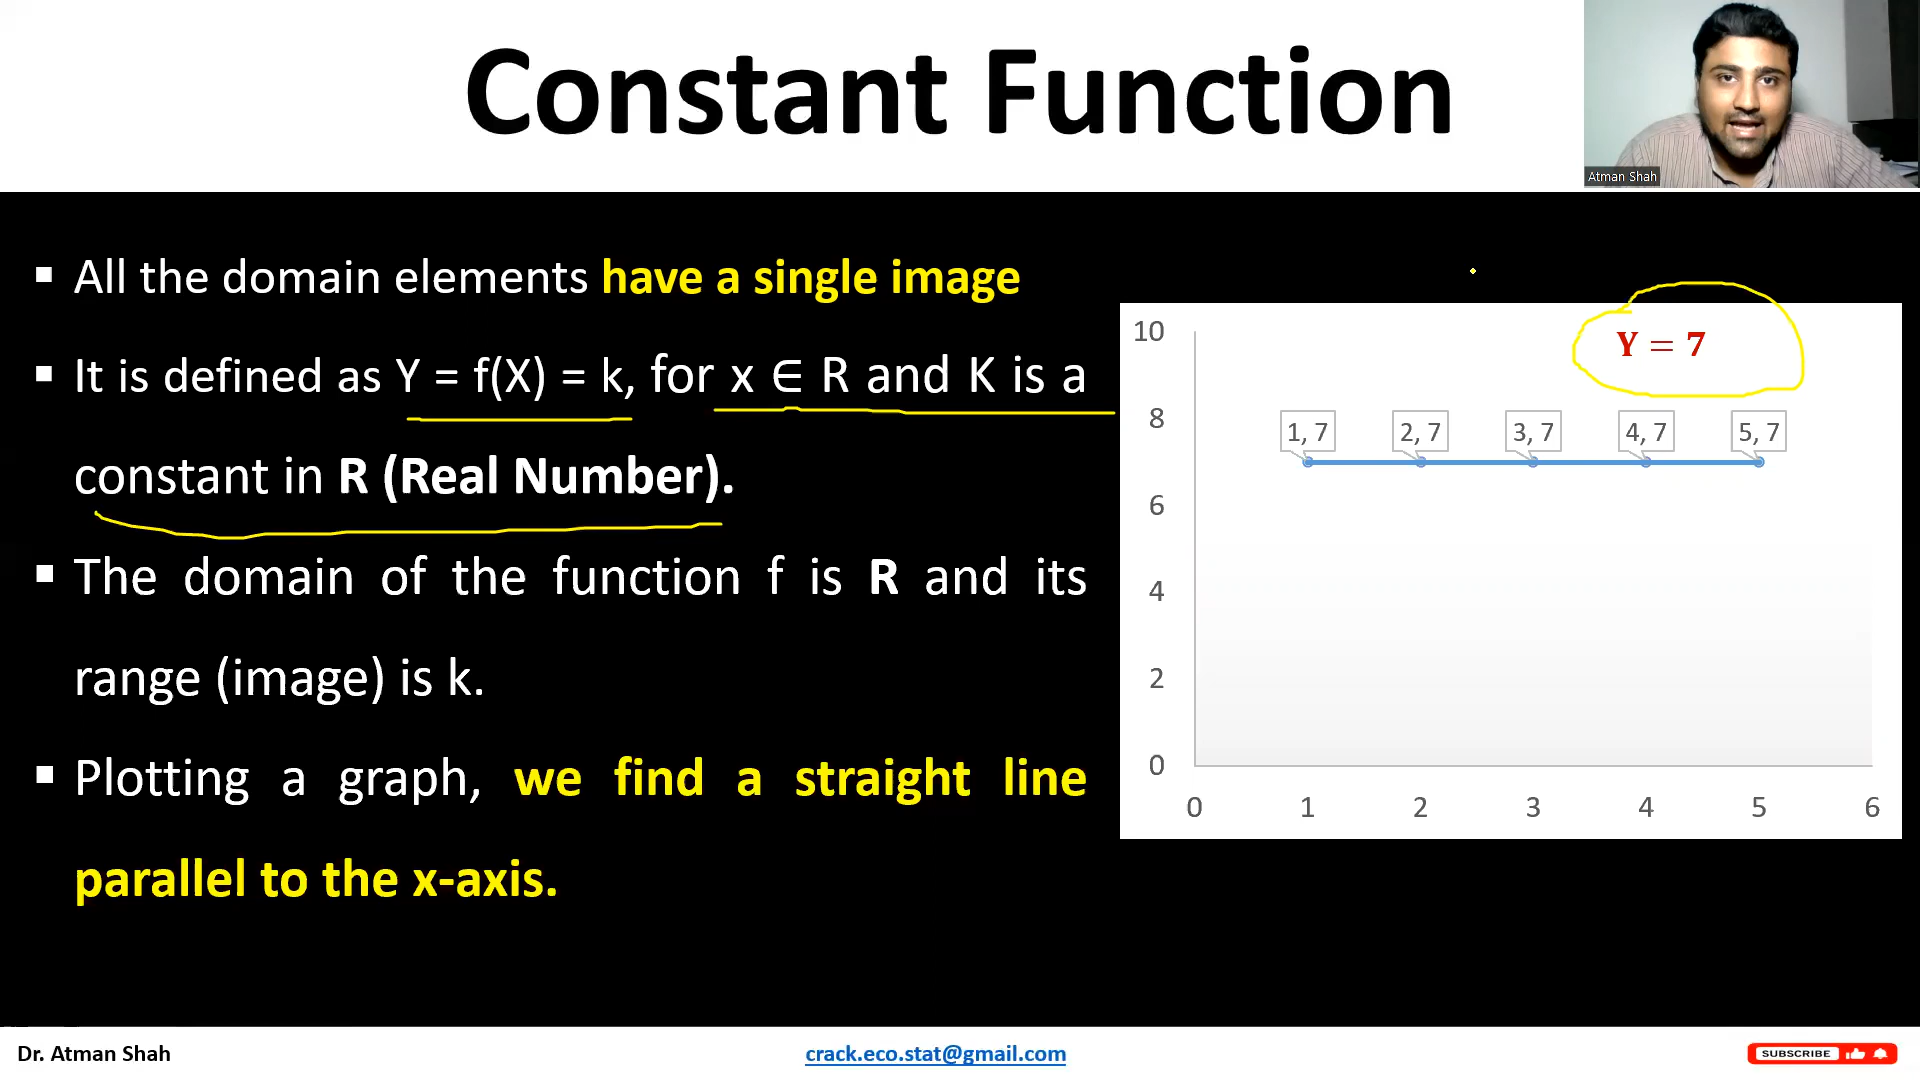 Constant Function
Atman Shah
▪ All the domain elements have a single image
▪ It is defined as Y = f(X) = k, for x ∈ R and K is a
constant in R (Real Number).
▪ The domain of the function f is R and its
range (image) is k.
▪ Plotting a graph, we find a straight line
parallel to the x-axis.
Y = 7
10
8
6
4
2
0
1, 7
2, 7
3, 7
4, 7
5, 7
0 1 2 3 4 5 6
Dr. Atman Shah
crack.eco.stat@gmail.com
SUBSCRIBE